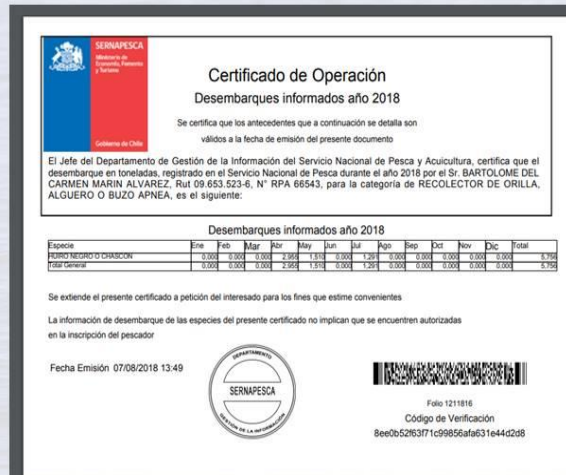 SERNAPESCA
Ministerio de
Economía, Fomento
y Turismo
Gobierno de Chile
Certificado de Operación
Desembarques informados año 2018
Se certifica que los antecedentes que a continuación se detalla son
válidos a la fecha de emisión del presente documento
El Jefe del Departamento de Gestión de la Información del Servicio Nacional de Pesca y Acuicultura, certifica que el
desembarque en toneladas, registrado en el Servicio Nacional de Pesca durante el año 2018 por el Sr. BARTOLOME DEL
CARMEN MARIN ALVAREZ, Rut 09.653.523-6, N° RPA 66543, para la categoría de RECOLECTOR DE ORILLA,
ALGUERO O BUZO APNEA, es el siguiente:
Desembarques informados año 2018
Especie Ene Feb Mar Abr May Jun Jul Ago Sep Oct Nov Dic Total
HUIRO NEGRO O CHASCON 0,000 0,000 0,000 2,955 1,510 0,000 1,291 0,000 0,000 0,000 0,000 0,000 5,756
Total General 0,000 0,000 0,000 2,955 1,510 0,000 1,291 0,000 0,000 0,000 0,000 0,000 5,756
Se extiende el presente certificado a petición del interesado para los fines que estime convenientes
La información de desembarque de las especies del presente certificado no implican que se encuentren autorizadas
en la inscripción del pescador
Fecha Emisión 07/08/2018 13:49
DEPARTAMENTO
SERNAPESCA
GESTIÓN DE LA INFORMACIÓN
Folio 1211816
Código de Verificación
8ee0b52f63f71c99856afa631e44d2d8